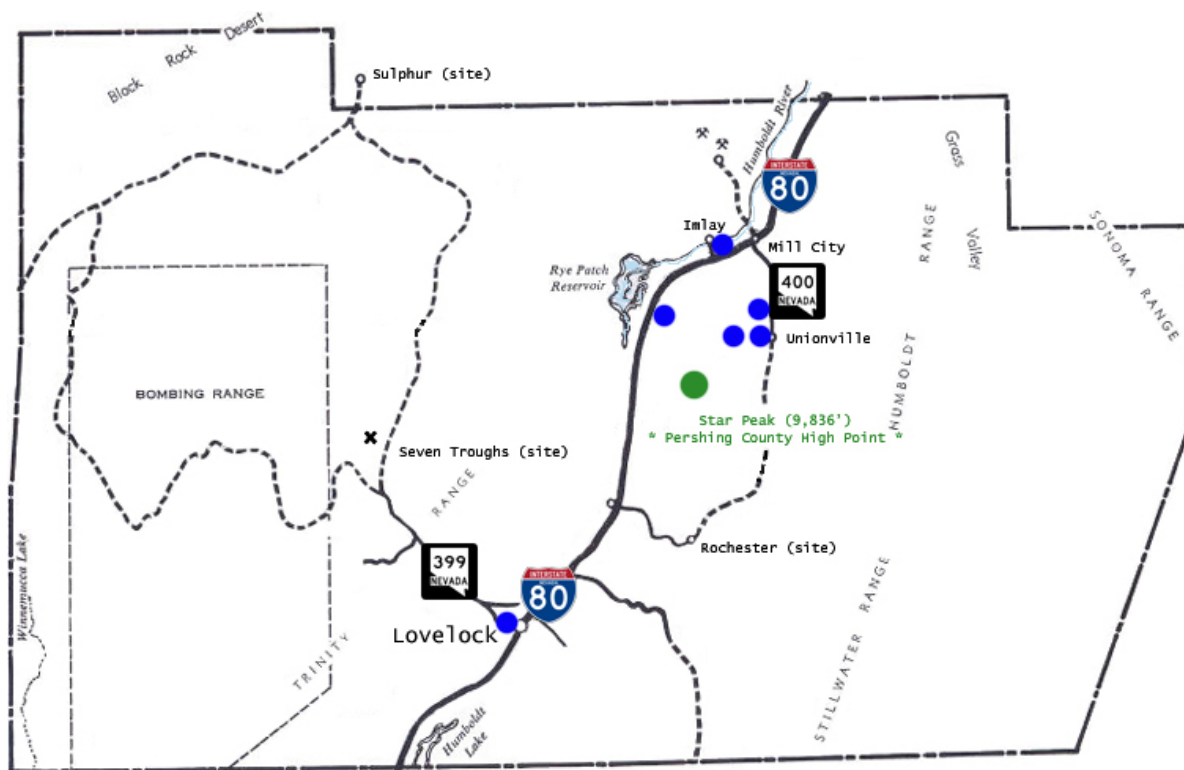 Black Rock Desert
Sulphur (site)
Humboldt River
INTERSTATE
NEVADA
80
Grass Valley
SONOMA RANGE
Imlay
Mill City
Rye Patch
Reservoir
400
NEVADA
Unionville
HUMBOLDT RANGE
BOMBING RANGE
Star Peak (9,836')
* Pershing County High Point *
Seven Troughs (site)
TRINITY RANGE
Rochester (site)
Winnemucca Lake
399
NEVADA
INTERSTATE
NEVADA
80
Lovelock
STILLWATER RANGE
Humboldt
Lake